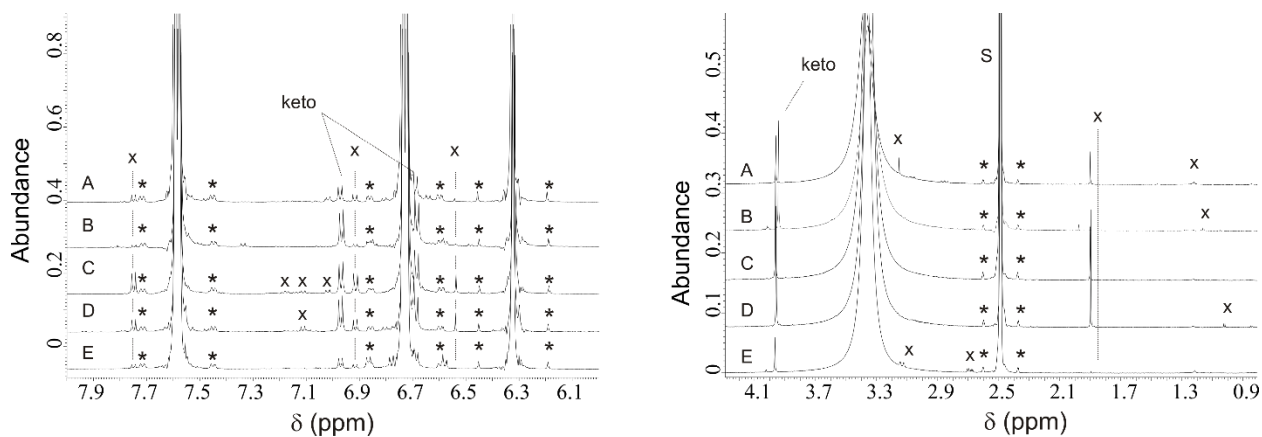 Abundance
0.8
0.6
0.4
0.2
0
keto
x x x
A * * * * * *
B * * * * * *
x x x
C * * * * * *
x
D * * * * * *
E * * * * * *
7.9 7.7 7.5 7.3 7.1 6.9 6.7 6.5 6.3 6.1
δ (ppm)
Abundance
0.5
0.4
0.3
0.2
0.1
0
S
keto
x
x
A * * x
B * * x
C * *
D * * x
E x x * *
4.1 3.7 3.3 2.9 2.5 2.1 1.7 1.3 0.9
δ (ppm)